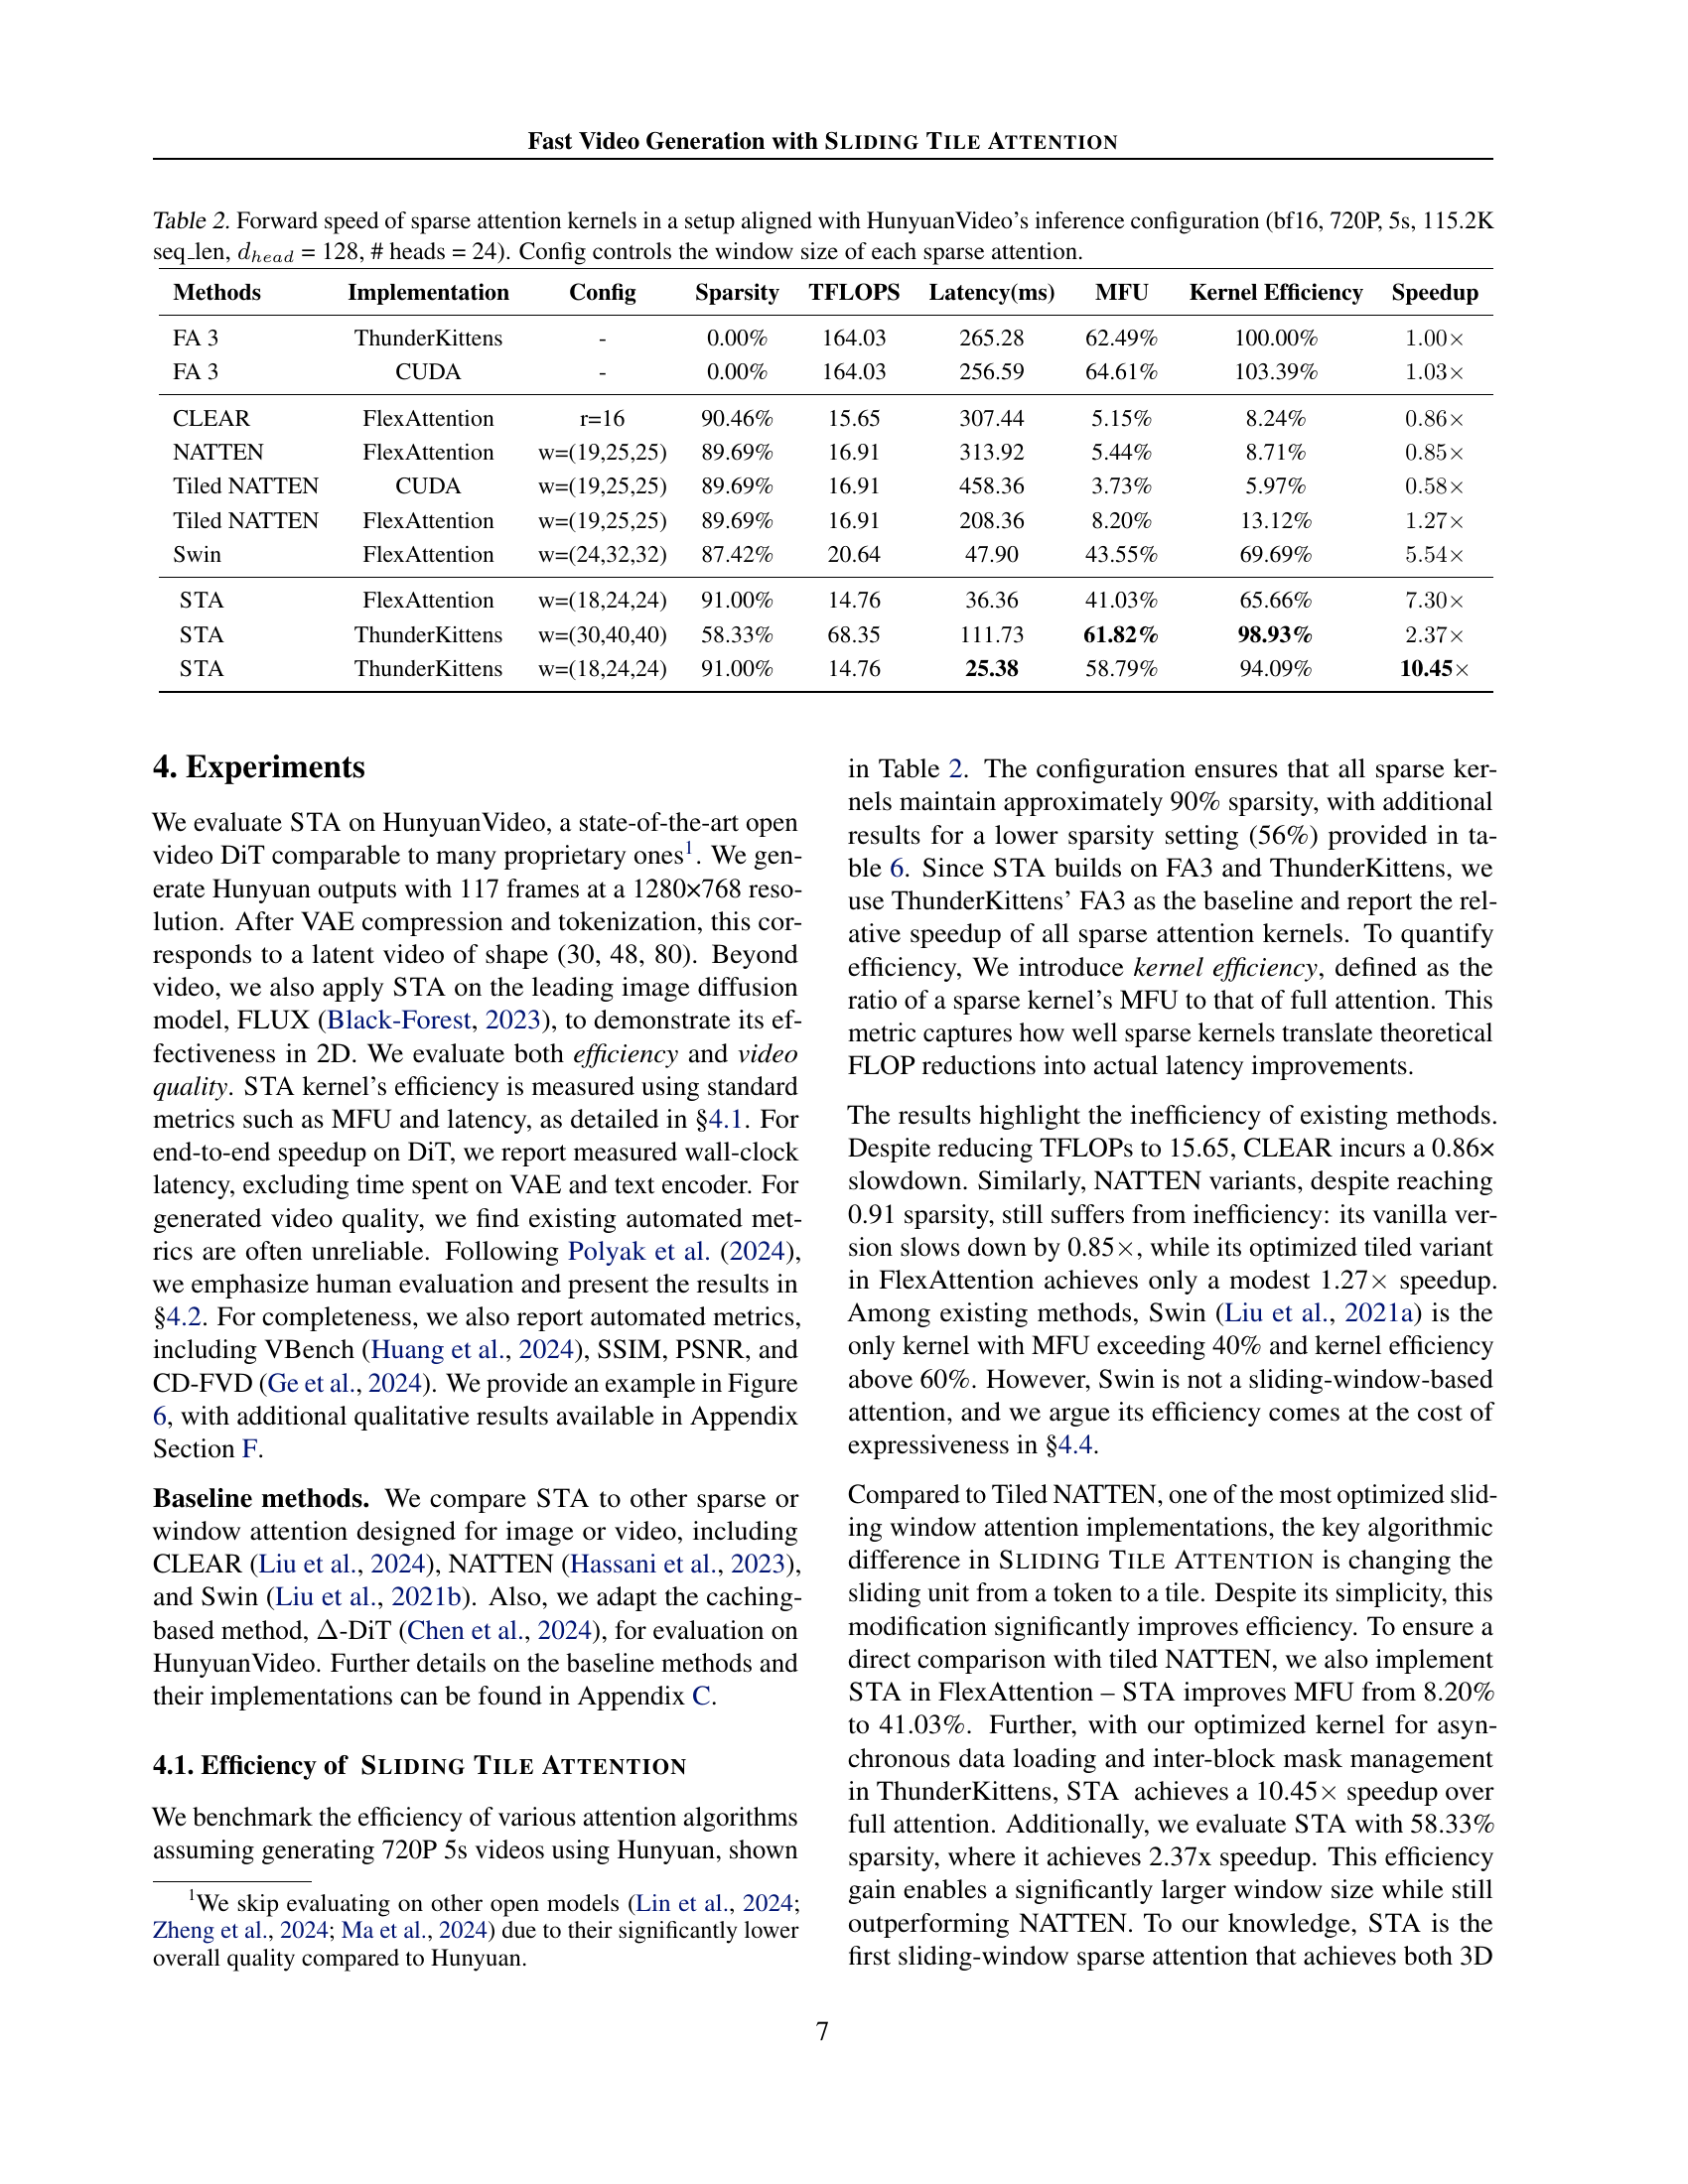 Fast Video Generation with SLIDING TILE ATTENTION
Table 2. Forward speed of sparse attention kernels in a setup aligned with HunyuanVideo's inference configuration (bf16, 720P, 5s, 115.2K
seq_len, d_head = 128, # heads = 24). Config controls the window size of each sparse attention.
Methods Implementation Config Sparsity TFLOPS Latency(ms) MFU Kernel Efficiency Speedup
FA 3 ThunderKittens - 0.00% 164.03 265.28 62.49% 100.00% 1.00×
FA 3 CUDA - 0.00% 164.03 256.59 64.61% 103.39% 1.03×
CLEAR FlexAttention r=16 90.46% 15.65 307.44 5.15% 8.24% 0.86×
NATTEN FlexAttention w=(19,25,25) 89.69% 16.91 313.92 5.44% 8.71% 0.85×
Tiled NATTEN CUDA w=(19,25,25) 89.69% 16.91 458.36 3.73% 5.97% 0.58×
Tiled NATTEN FlexAttention w=(19,25,25) 89.69% 16.91 208.36 8.20% 13.12% 1.27×
Swin FlexAttention w=(24,32,32) 87.42% 20.64 47.90 43.55% 69.69% 5.54×
STA FlexAttention w=(18,24,24) 91.00% 14.76 36.36 41.03% 65.66% 7.30×
STA ThunderKittens w=(30,40,40) 58.33% 68.35 111.73 61.82% 98.93% 2.37×
STA ThunderKittens w=(18,24,24) 91.00% 14.76 25.38 58.79% 94.09% 10.45×
4. Experiments
We evaluate STA on HunyuanVideo, a state-of-the-art open
video DiT comparable to many proprietary ones1. We gen-
erate Hunyuan outputs with 117 frames at a 1280×768 reso-
lution. After VAE compression and tokenization, this cor-
responds to a latent video of shape (30, 48, 80). Beyond
video, we also apply STA on the leading image diffusion
model, FLUX (Black-Forest, 2023), to demonstrate its ef-
fectiveness in 2D. We evaluate both efficiency and video
quality. STA kernel's efficiency is measured using standard
metrics such as MFU and latency, as detailed in §4.1. For
end-to-end speedup on DiT, we report measured wall-clock
latency, excluding time spent on VAE and text encoder. For
generated video quality, we find existing automated met-
rics are often unreliable. Following Polyak et al. (2024),
we emphasize human evaluation and present the results in
§4.2. For completeness, we also report automated metrics,
including VBench (Huang et al., 2024), SSIM, PSNR, and
CD-FVD (Ge et al., 2024). We provide an example in Figure
6, with additional qualitative results available in Appendix
Section F.
Baseline methods. We compare STA to other sparse or
window attention designed for image or video, including
CLEAR (Liu et al., 2024), NATTEN (Hassani et al., 2023),
and Swin (Liu et al., 2021b). Also, we adapt the caching-
based method, Δ-DiT (Chen et al., 2024), for evaluation on
HunyuanVideo. Further details on the baseline methods and
their implementations can be found in Appendix C.
4.1. Efficiency of SLIDING TILE ATTENTION
We benchmark the efficiency of various attention algorithms
assuming generating 720P 5s videos using Hunyuan, shown
1We skip evaluating on other open models (Lin et al., 2024;
Zheng et al., 2024; Ma et al., 2024) due to their significantly lower
overall quality compared to Hunyuan.
in Table 2. The configuration ensures that all sparse ker-
nels maintain approximately 90% sparsity, with additional
results for a lower sparsity setting (56%) provided in ta-
ble 6. Since STA builds on FA3 and ThunderKittens, we
use ThunderKittens' FA3 as the baseline and report the rel-
ative speedup of all sparse attention kernels. To quantify
efficiency, We introduce kernel efficiency, defined as the
ratio of a sparse kernel's MFU to that of full attention. This
metric captures how well sparse kernels translate theoretical
FLOP reductions into actual latency improvements.
The results highlight the inefficiency of existing methods.
Despite reducing TFLOPs to 15.65, CLEAR incurs a 0.86×
slowdown. Similarly, NATTEN variants, despite reaching
0.91 sparsity, still suffers from inefficiency: its vanilla ver-
sion slows down by 0.85×, while its optimized tiled variant
in FlexAttention achieves only a modest 1.27× speedup.
Among existing methods, Swin (Liu et al., 2021a) is the
only kernel with MFU exceeding 40% and kernel efficiency
above 60%. However, Swin is not a sliding-window-based
attention, and we argue its efficiency comes at the cost of
expressiveness in §4.4.
Compared to Tiled NATTEN, one of the most optimized slid-
ing window attention implementations, the key algorithmic
difference in SLIDING TILE ATTENTION is changing the
sliding unit from a token to a tile. Despite its simplicity, this
modification significantly improves efficiency. To ensure a
direct comparison with tiled NATTEN, we also implement
STA in FlexAttention – STA improves MFU from 8.20%
to 41.03%. Further, with our optimized kernel for asyn-
chronous data loading and inter-block mask management
in ThunderKittens, STA achieves a 10.45× speedup over
full attention. Additionally, we evaluate STA with 58.33%
sparsity, where it achieves 2.37x speedup. This efficiency
gain enables a significantly larger window size while still
outperforming NATTEN. To our knowledge, STA is the
first sliding-window sparse attention that achieves both 3D
7